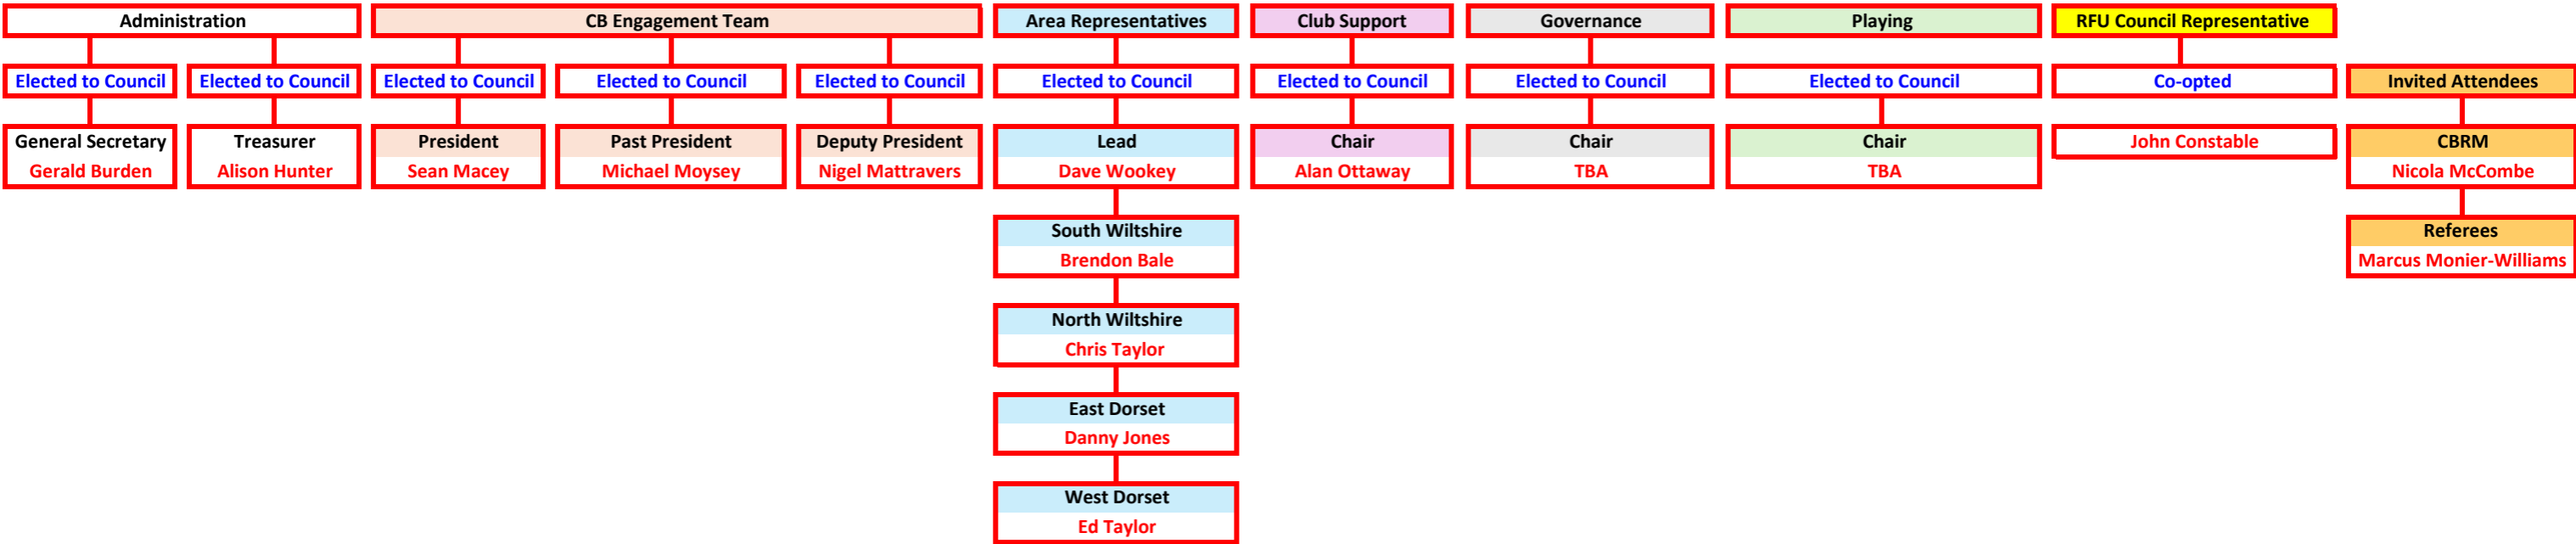 Administration
CB Engagement Team
Area Representatives
Club Support
Governance
Playing
RFU Council Representative
Elected to Council
Elected to Council
Elected to Council
Elected to Council
Elected to Council
Elected to Council
Elected to Council
Elected to Council
Elected to Council
Co-opted
Invited Attendees
General Secretary
Gerald Burden
Treasurer
Alison Hunter
President
Sean Macey
Past President
Michael Moysey
Deputy President
Nigel Mattravers
Lead
Dave Wookey
Chair
Alan Ottaway
Chair
TBA
Chair
TBA
John Constable
CBRM
Nicola McCombe
South Wiltshire
Brendon Bale
Referees
Marcus Monier-Williams
North Wiltshire
Chris Taylor
East Dorset
Danny Jones
West Dorset
Ed Taylor